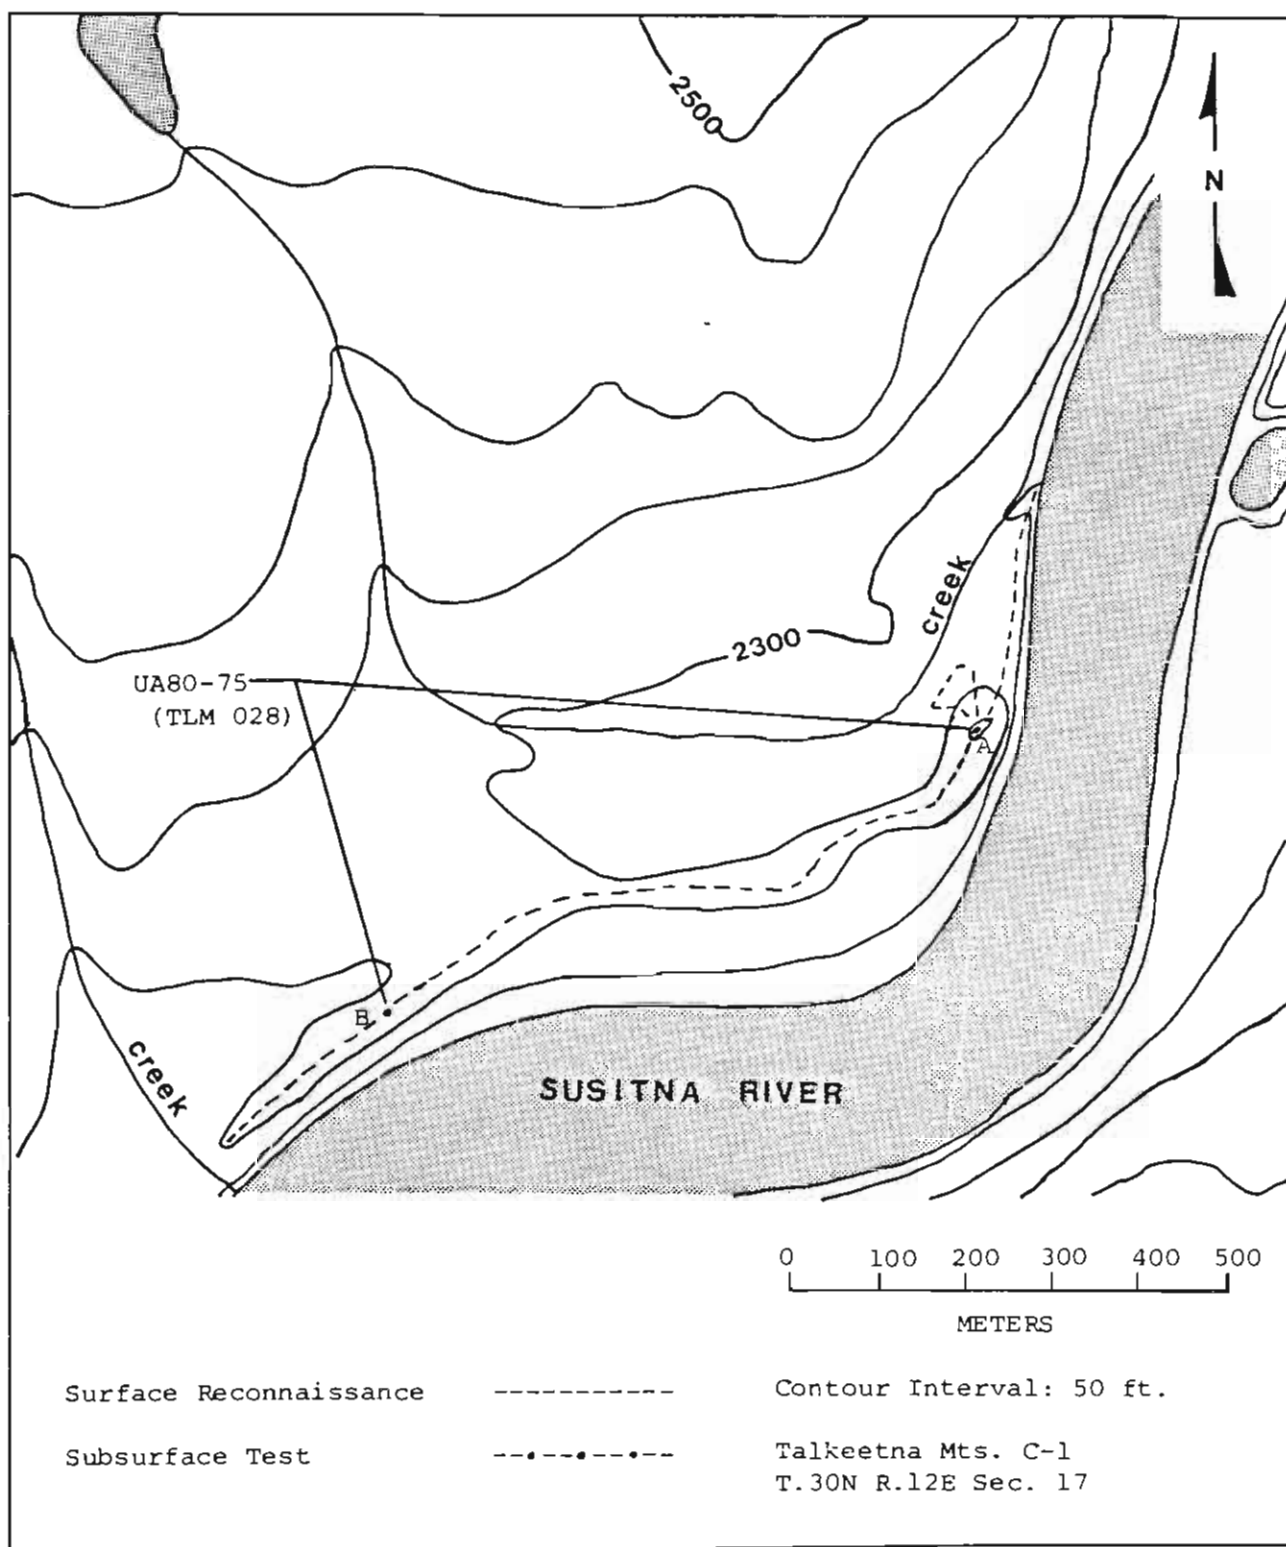 2500
N
creek
2300
UA80-75
(TLM 028)
A
B
creek
SUSITNA RIVER
0 100 200 300 400 500
METERS
Surface Reconnaissance
Contour Interval: 50 ft.
Subsurface Test
Talkeetna Mts. C-1
T.30N R.12E Sec. 17